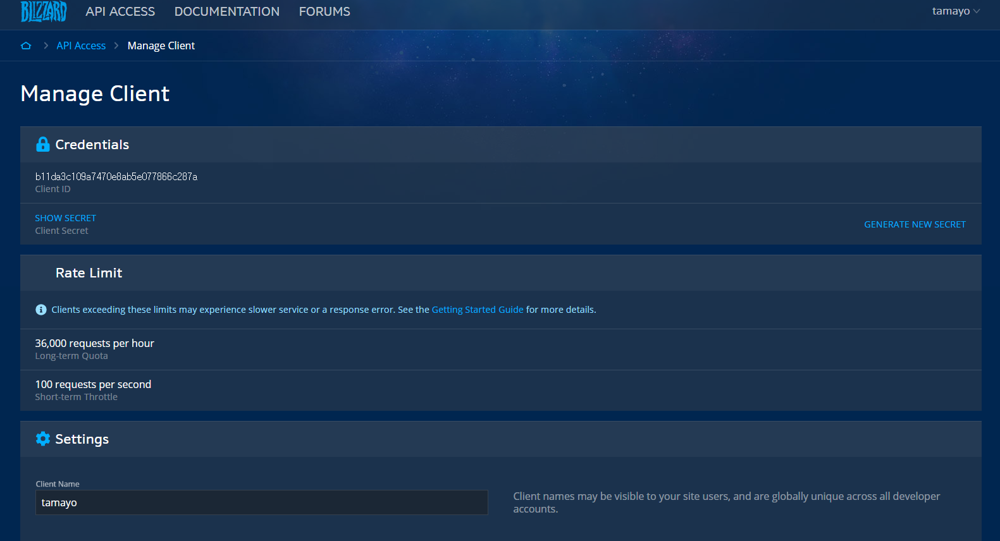 BLIZZARD API ACCESS DOCUMENTATION FORUMS tamayo
API Access Manage Client
Manage Client
Credentials
b11da3c109a7470e8ab5e077866c287a
Client ID
SHOW SECRET
Client Secret
GENERATE NEW SECRET
Rate Limit
Clients exceeding these limits may experience slower service or a response error. See the Getting Started Guide for more details.
36,000 requests per hour
Long-term Quota
100 requests per second
Short-term Throttle
Settings
Client Name
tamayo
Client names may be visible to your site users, and are globally unique across all developer
accounts.